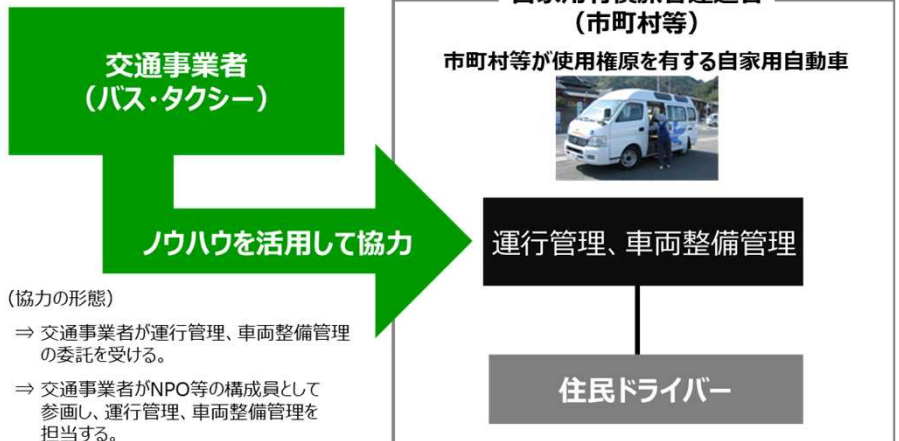 交通事業者
（バス・タクシー）
ノウハウを活用して協力
（協力の形態）
⇒ 交通事業者が運行管理、車両整備管理
の委託を受ける。
⇒ 交通事業者がNPO等の構成員として
参画し、運行管理、車両整備管理を
担当する。
（市町村等）
市町村等が使用権原を有する自家用自動車
運行管理、車両整備管理
住民ドライバー